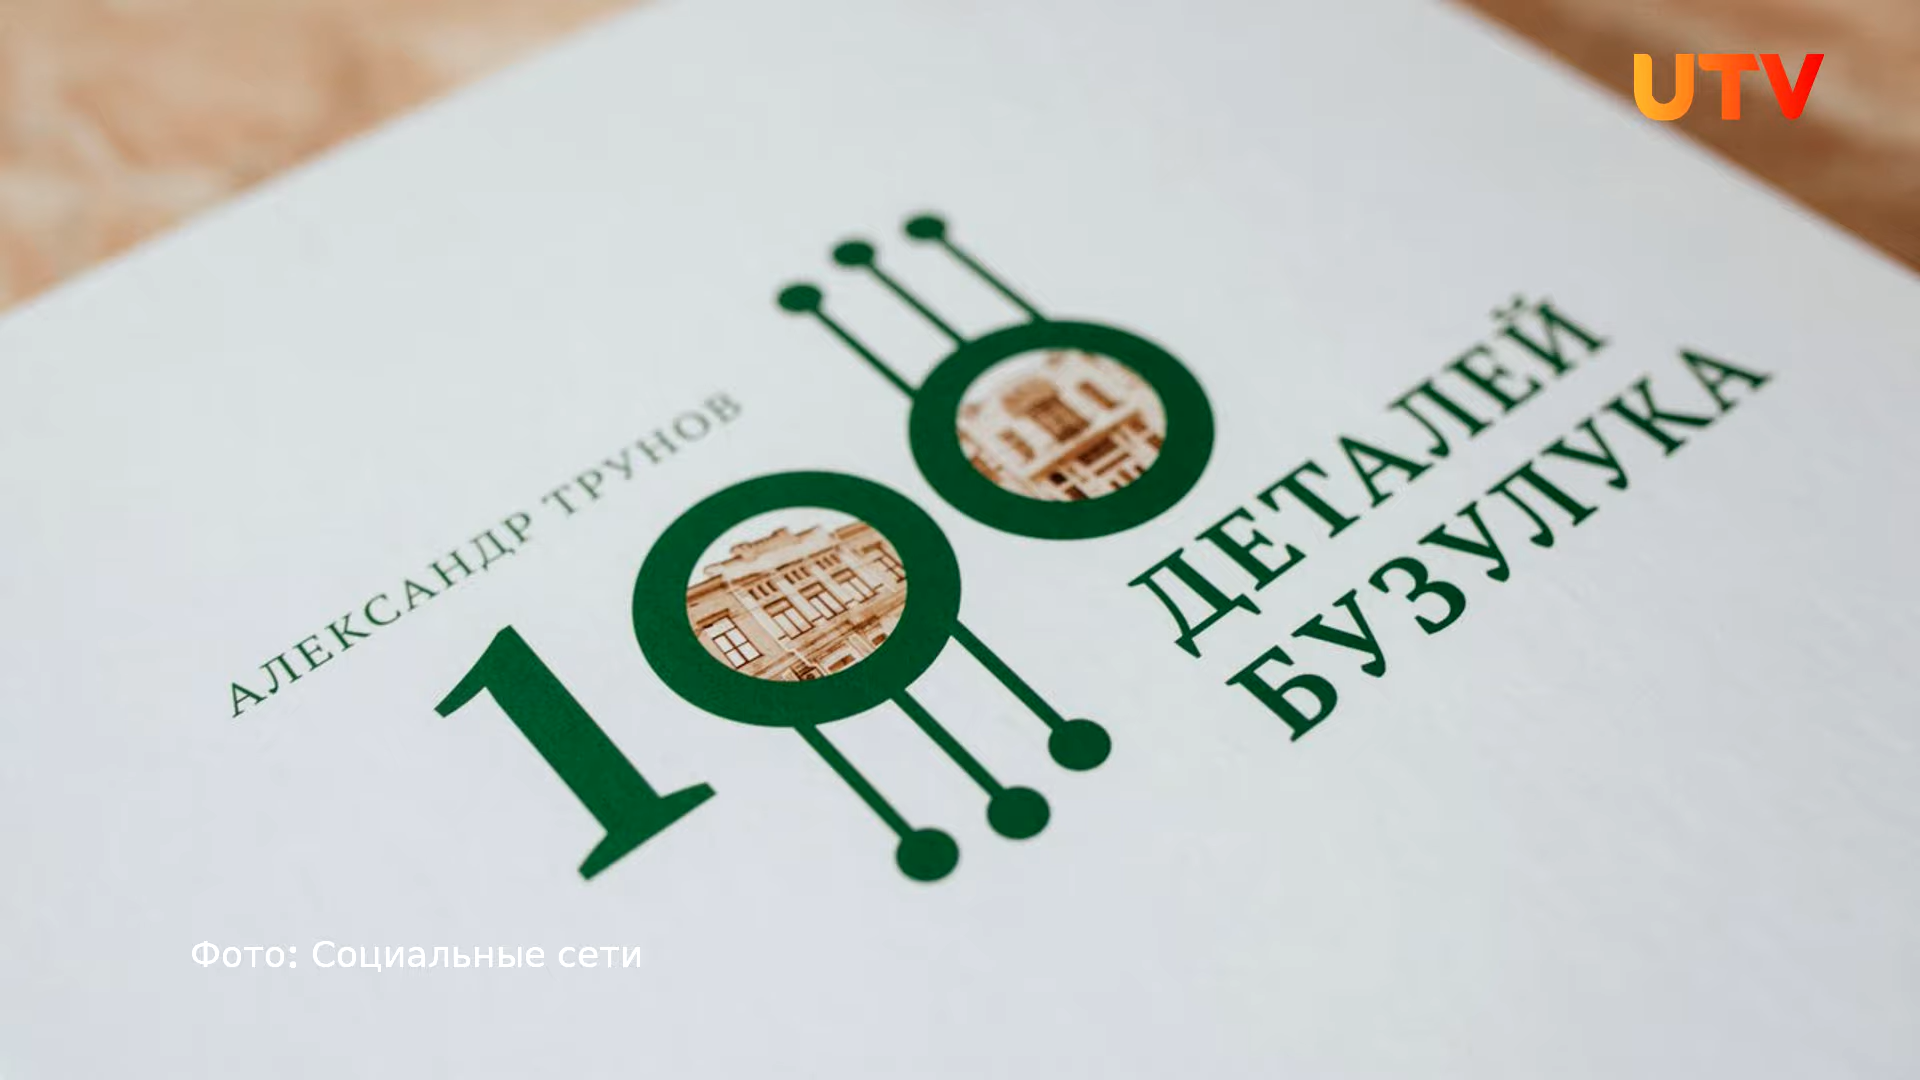 UTV
АЛЕКСАНДР ТРУНОВ
100
ДЕТАЛЕЙ
БУЗУЛУКА
Фото: Социальные сети